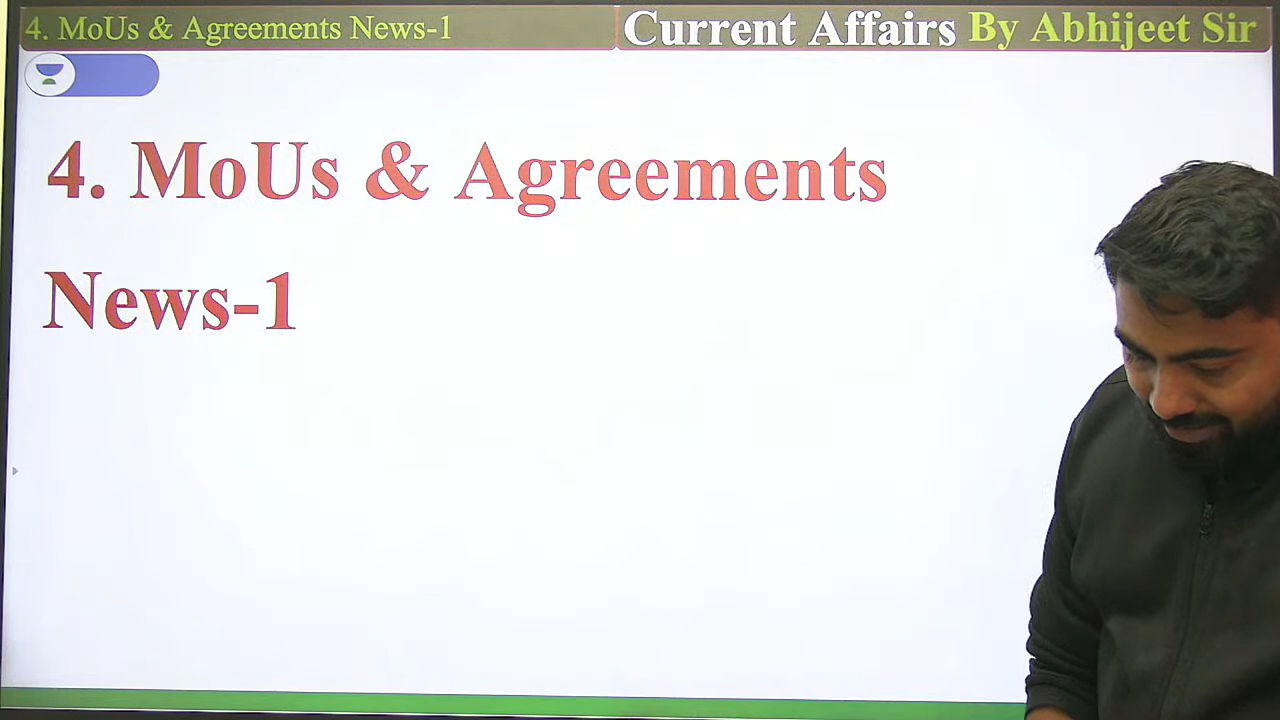 4. MoUs & Agreements News-1
Current Affairs By Abhijeet Sir
4. MoUs & Agreements
News-1